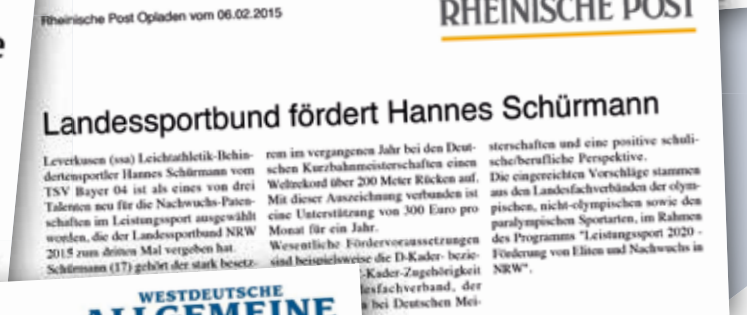 Rheinische Post Opladen vom 06.02.2015
RHEINISCHE POST
Landessportbund fördert Hannes Schürmann
Leverkusen (ssa) Leichtathletik-Behin-
dertensportler Hannes Schürmann vom
TSV Bayer 04 ist als eines von drei
Talenten neu für die Nachwuchs-Paten-
schaften im Leistungssport ausgewählt
worden, die der Landessportbund NRW
2015 zum dritten Mal vergeben hat.
Schürmann (17) gehört der stark besetz-
rem im vergangenen Jahr bei den Deut-
schen Kurzbahnmeisterschaften einen
Weltrekord über 200 Meter Rücken auf.
Mit dieser Auszeichnung verbunden ist
eine Unterstützung von 300 Euro pro
Monat für ein Jahr.
Wesentliche Fördervoraussetzungen
sind beispielsweise die D-Kader- bezie-
-Kader-Zugehörigkeit
esfachverband, der
bei Deutschen Mei-
sterschaften und eine positive schuli-
sche/berufliche Perspektive.
Die eingereichten Vorschläge stammen
aus den Landesfachverbänden der olym-
pischen, nicht-olympischen sowie den
paralympischen Sportarten, im Rahmen
des Programms "Leistungssport 2020 -
Förderung von Eliten und Nachwuchs in
NRW".
WESTDEUTSCHE
ALLGEMEINE